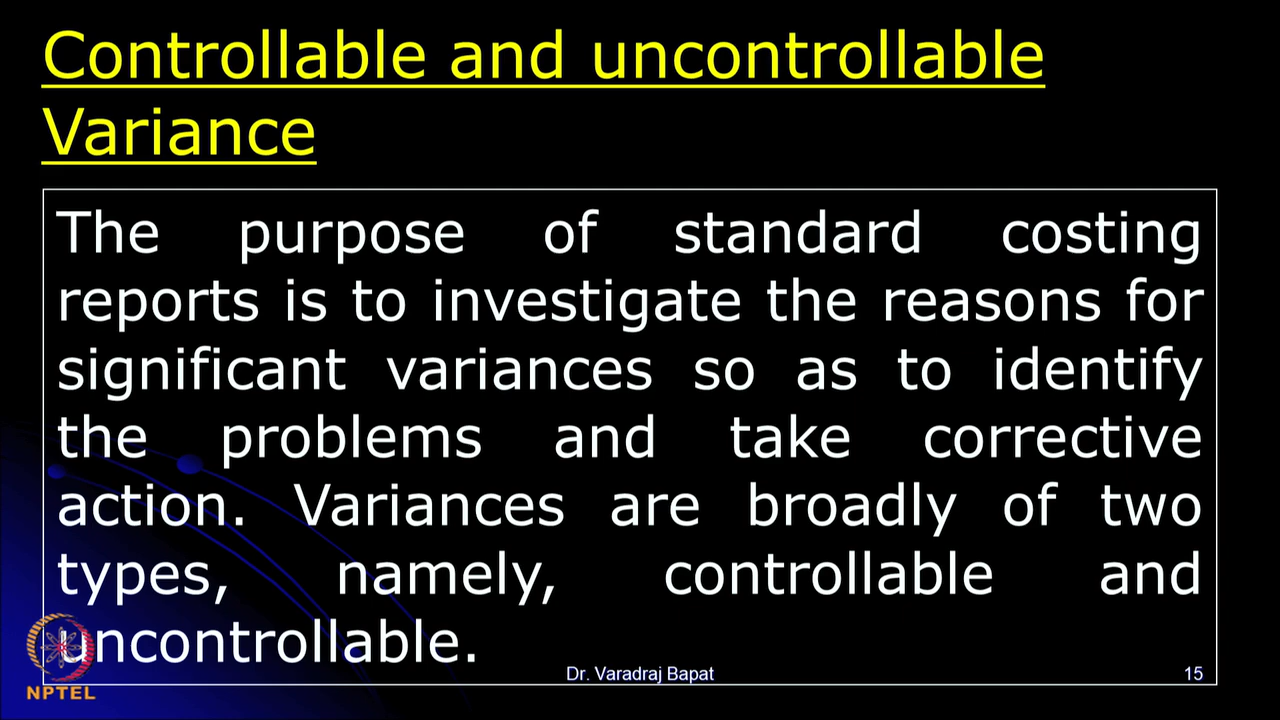 Controllable and uncontrollable
Variance
The purpose of standard costing
reports is to investigate the reasons for
significant variances so as to identify
the problems and take corrective
action. Variances are broadly of two
types, namely, controllable and
uncontrollable.
Dr. Varadraj Bapat
15
NPTEL